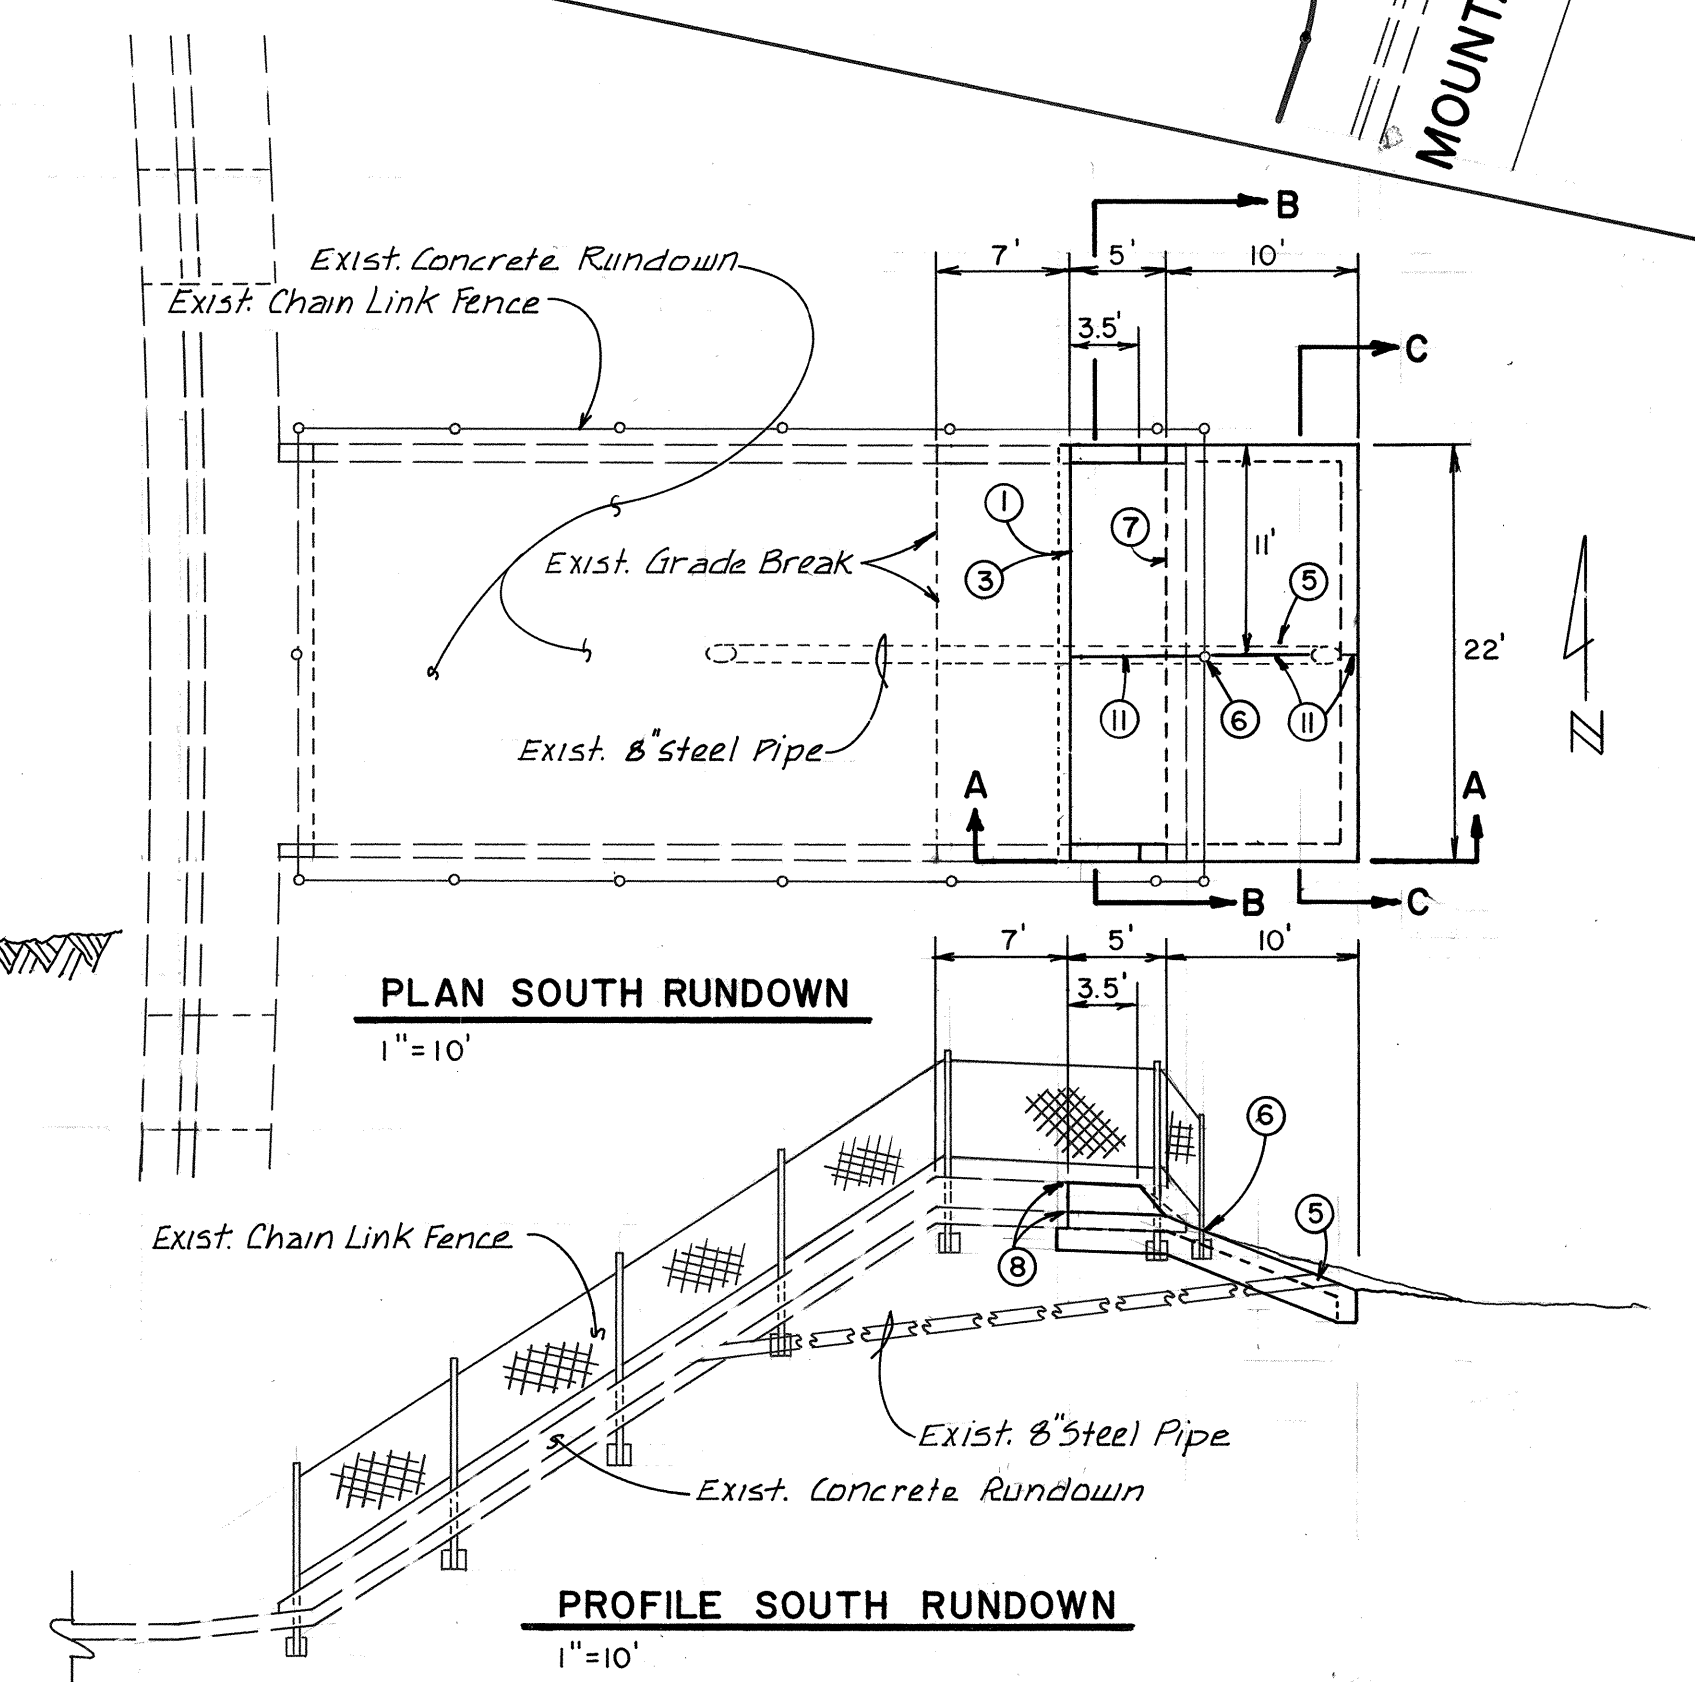 MOUNT
B
7' 5' 10'
Exist. Concrete Rundown
Exist. Chain Link Fence
3.5'
C
1
7
11'
Exist. Grade Break
3
5
22'
11
6
11
Exist. 8" Steel Pipe
N
A
A
B
C
7' 5' 10'
PLAN SOUTH RUNDOWN
3.5'
1"=10'
6
5
Exist. Chain Link Fence
8
Exist. 8" Steel Pipe
Exist. Concrete Rundown
PROFILE SOUTH RUNDOWN
1"=10'